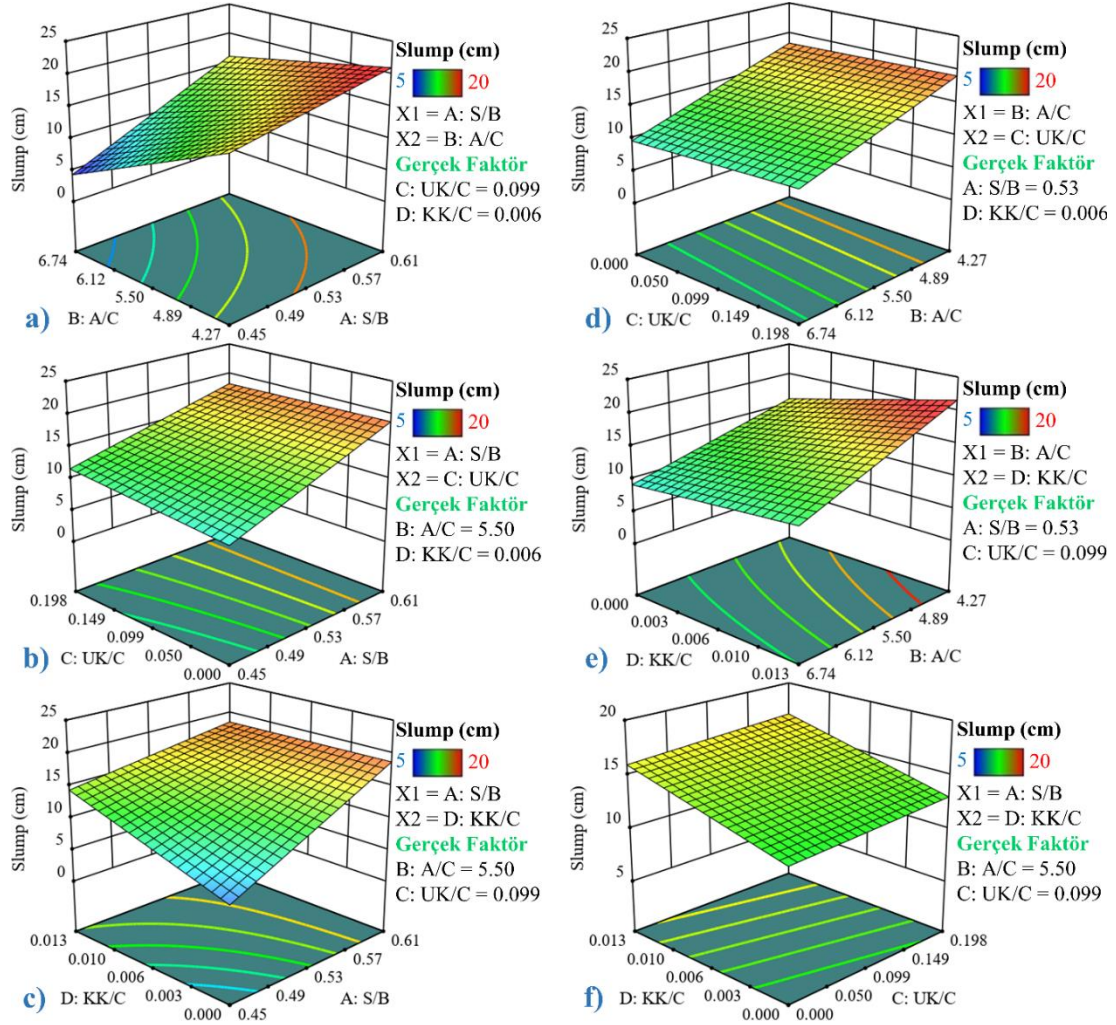 25
20
15
10
5
0
Slump (cm)
6.74
6.12
5.50
4.89
4.27
B: A/C
0.45
0.49
0.53
0.57
0.61
A: S/B
Slump (cm)
5 20
X1 = A: S/B
X2 = B: A/C
Gerçek Faktör
C: UK/C = 0.099
D: KK/C = 0.006
a)
25
20
15
10
5
0
Slump (cm)
0.000
0.050
0.099
0.149
0.198
C: UK/C
6.74
6.12
5.50
4.89
4.27
B: A/C
Slump (cm)
5 20
X1 = B: A/C
X2 = C: UK/C
Gerçek Faktör
A: S/B = 0.53
D: KK/C = 0.006
d)
25
20
15
10
5
0
Slump (cm)
0.198
0.149
0.099
0.050
0.000
C: UK/C
0.45
0.49
0.53
0.57
0.61
A: S/B
Slump (cm)
5 20
X1 = A: S/B
X2 = C: UK/C
Gerçek Faktör
B: A/C = 5.50
D: KK/C = 0.006
b)
25
20
15
10
5
0
Slump (cm)
0.000
0.003
0.006
0.010
0.013
D: KK/C
6.74
6.12
5.50
4.89
4.27
B: A/C
Slump (cm)
5 20
X1 = B: A/C
X2 = D: KK/C
Gerçek Faktör
A: S/B = 0.53
C: UK/C = 0.099
e)
25
20
15
10
5
0
Slump (cm)
0.013
0.010
0.006
0.003
0.000
D: KK/C
0.45
0.49
0.53
0.57
0.61
A: S/B
Slump (cm)
5 20
X1 = A: S/B
X2 = D: KK/C
Gerçek Faktör
B: A/C = 5.50
C: UK/C = 0.099
c)
20
15
10
5
Slump (cm)
0.013
0.010
0.006
0.003
0.000
D: KK/C
0.000
0.050
0.099
0.149
0.198
C: UK/C
Slump (cm)
5 20
X1 = A: S/B
X2 = D: KK/C
Gerçek Faktör
B: A/C = 5.50
C: UK/C = 0.099
f)